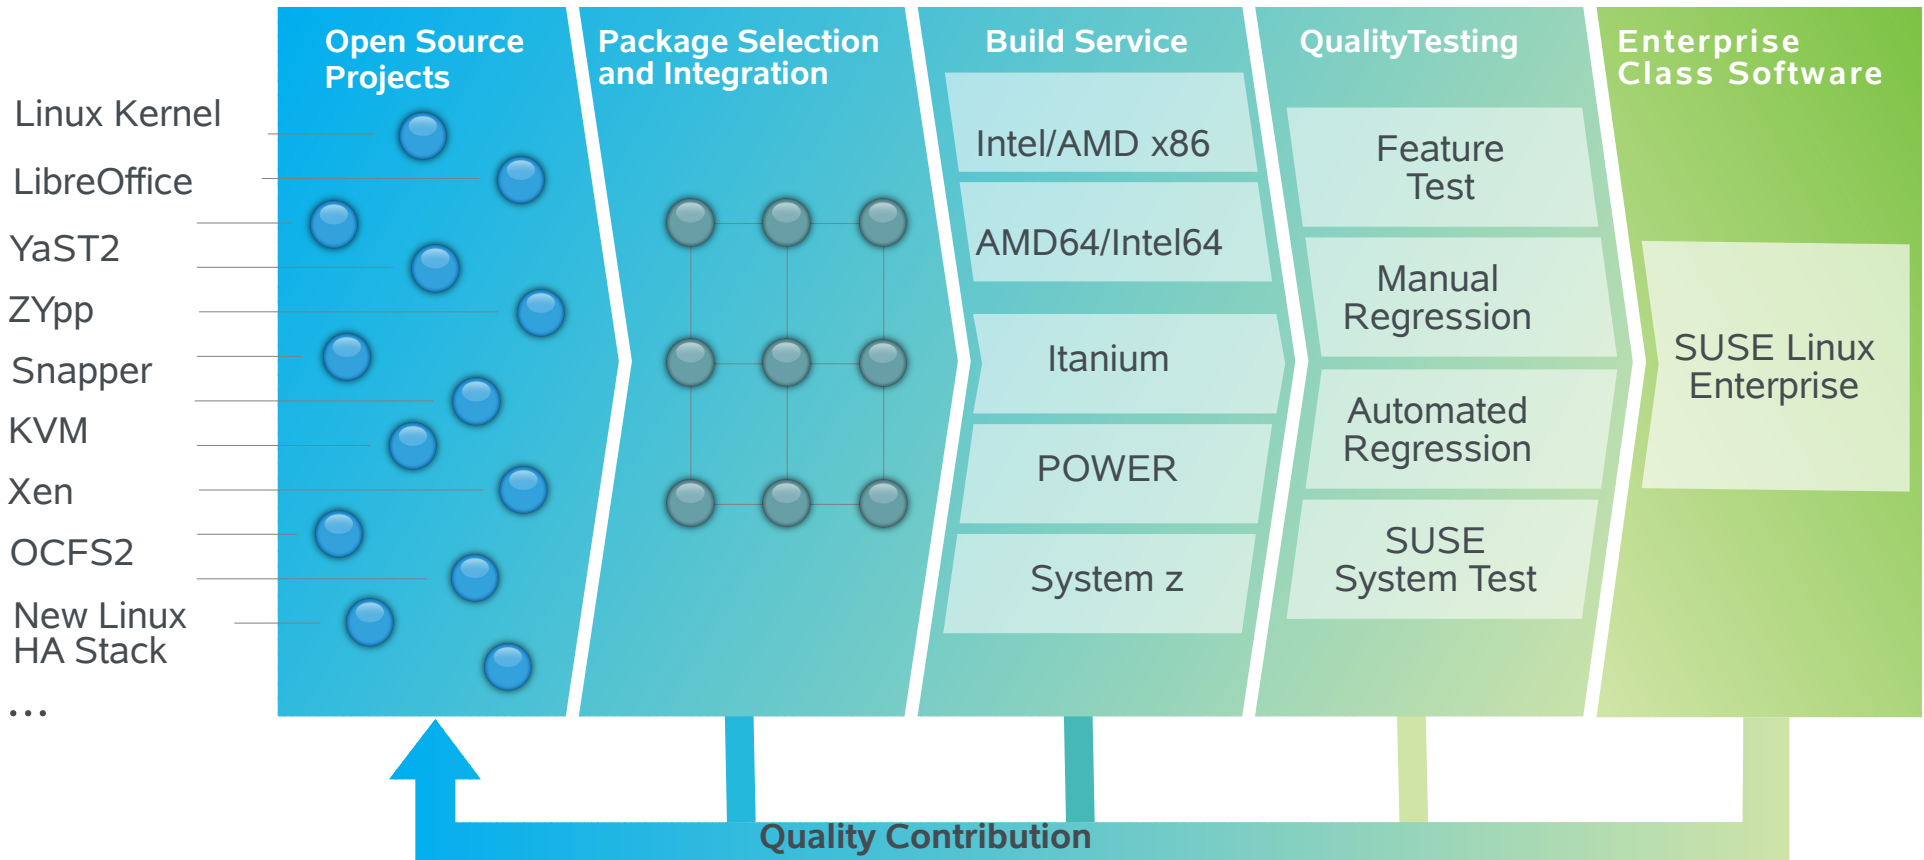 Open Source
Projects
Package Selection
and Integration
Build Service
QualityTesting
Enterprise
Class Software
Linux Kernel
LibreOffice
YaST2
ZYpp
Snapper
KVM
Xen
OCFS2
New Linux
HA Stack
...
Intel/AMD x86
AMD64/Intel64
Itanium
POWER
System z
Feature
Test
Manual
Regression
Automated
Regression
SUSE
System Test
SUSE Linux
Enterprise
Quality Contribution